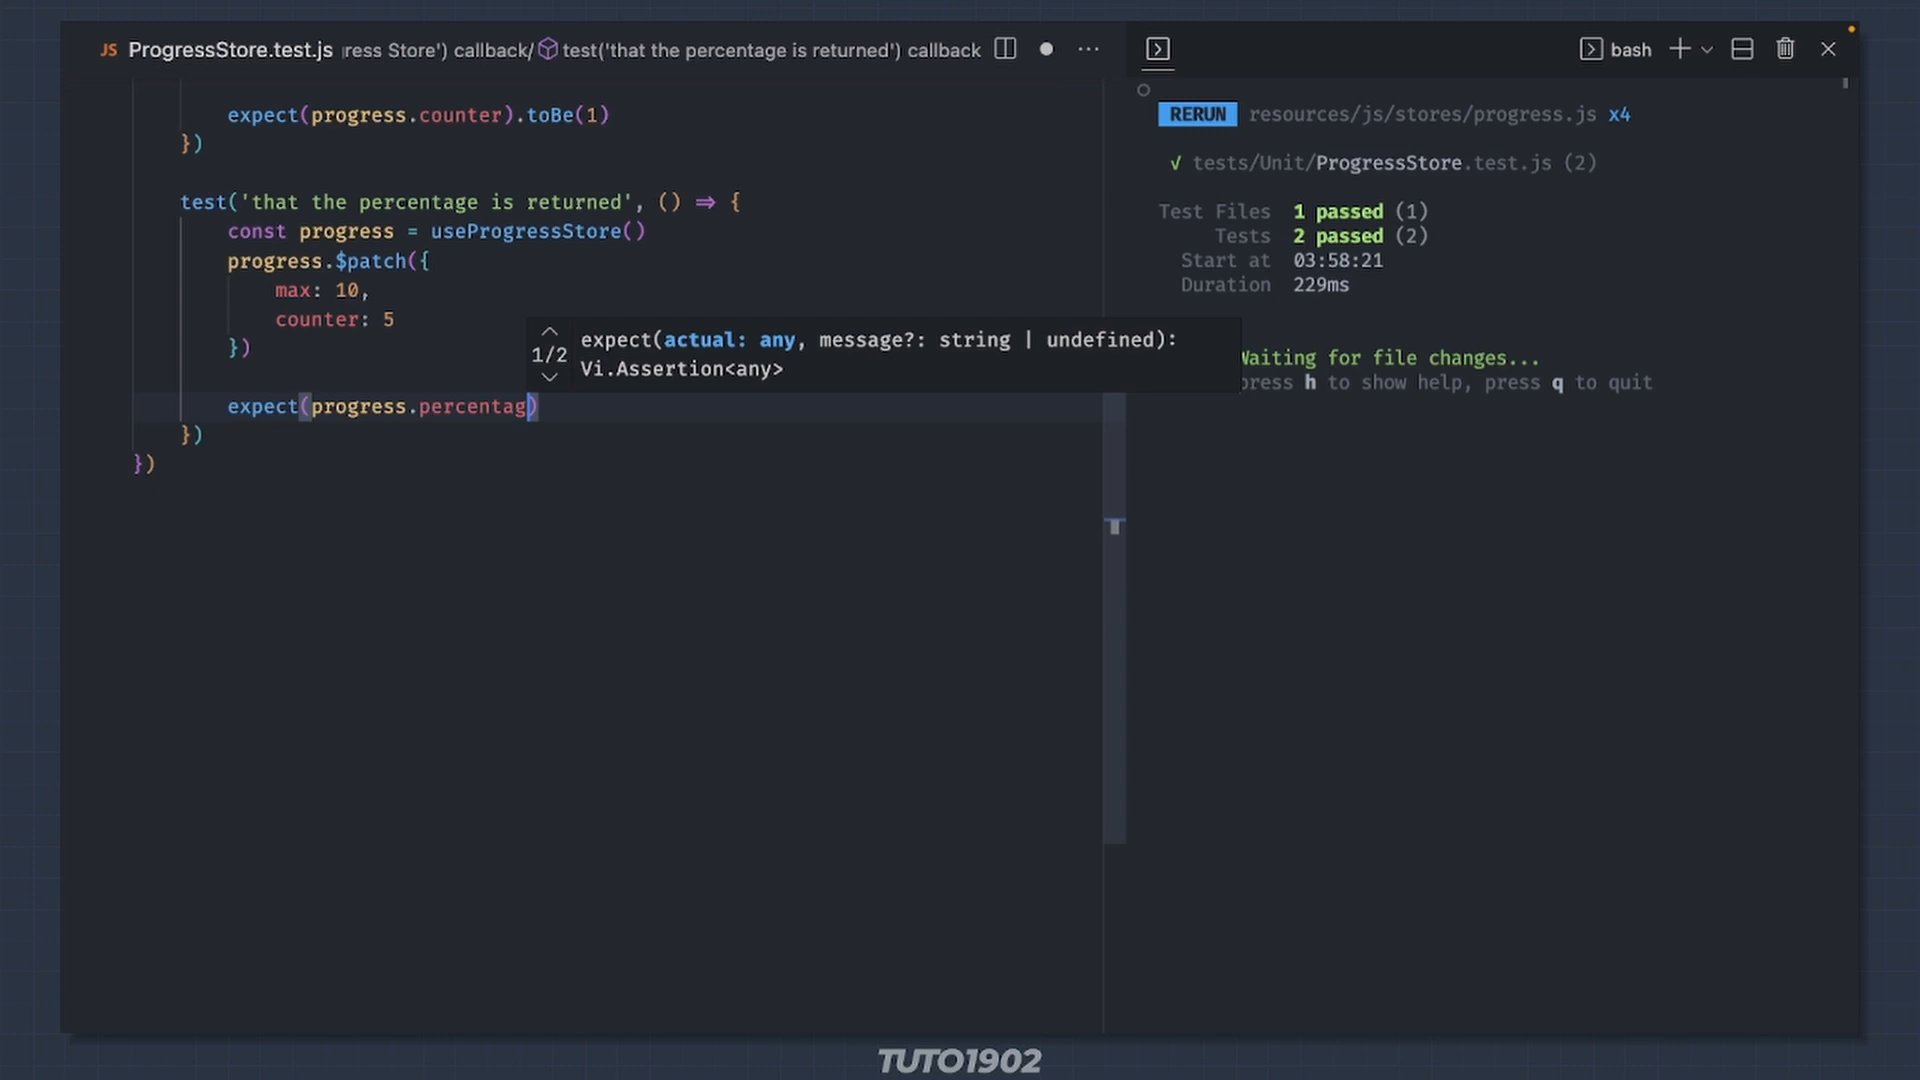 JS ProgressStore.test.js ress Store') callback/ test('that the percentage is returned') callback ...
bash
expect(progress.counter).toBe(1)
})
test('that the percentage is returned', () => {
const progress = useProgressStore()
progress.$patch({
max: 10,
counter: 5
})
expect(actual: any, message?: string | undefined):
1/2
Vi.Assertion<any>
expect(progress.percentag)
})
})
RERUN resources/js/stores/progress.js x4
√ tests/Unit/ProgressStore.test.js (2)
Test Files 1 passed (1)
Tests 2 passed (2)
Start at 03:58:21
Duration 229ms
Waiting for file changes...
press h to show help, press q to quit
TUTO1902